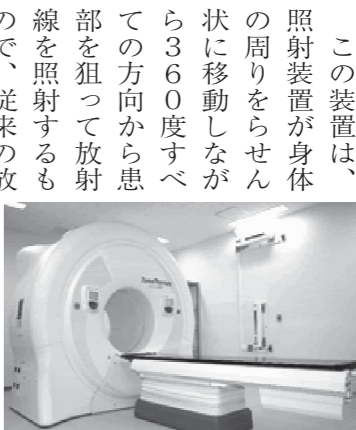 この装置は、
照射装置が身体
の周りをらせん
状に移動しなが
ら３６０度すべ
ての方向から患
部を狙って放射
線を照射するも
ので、従来の放